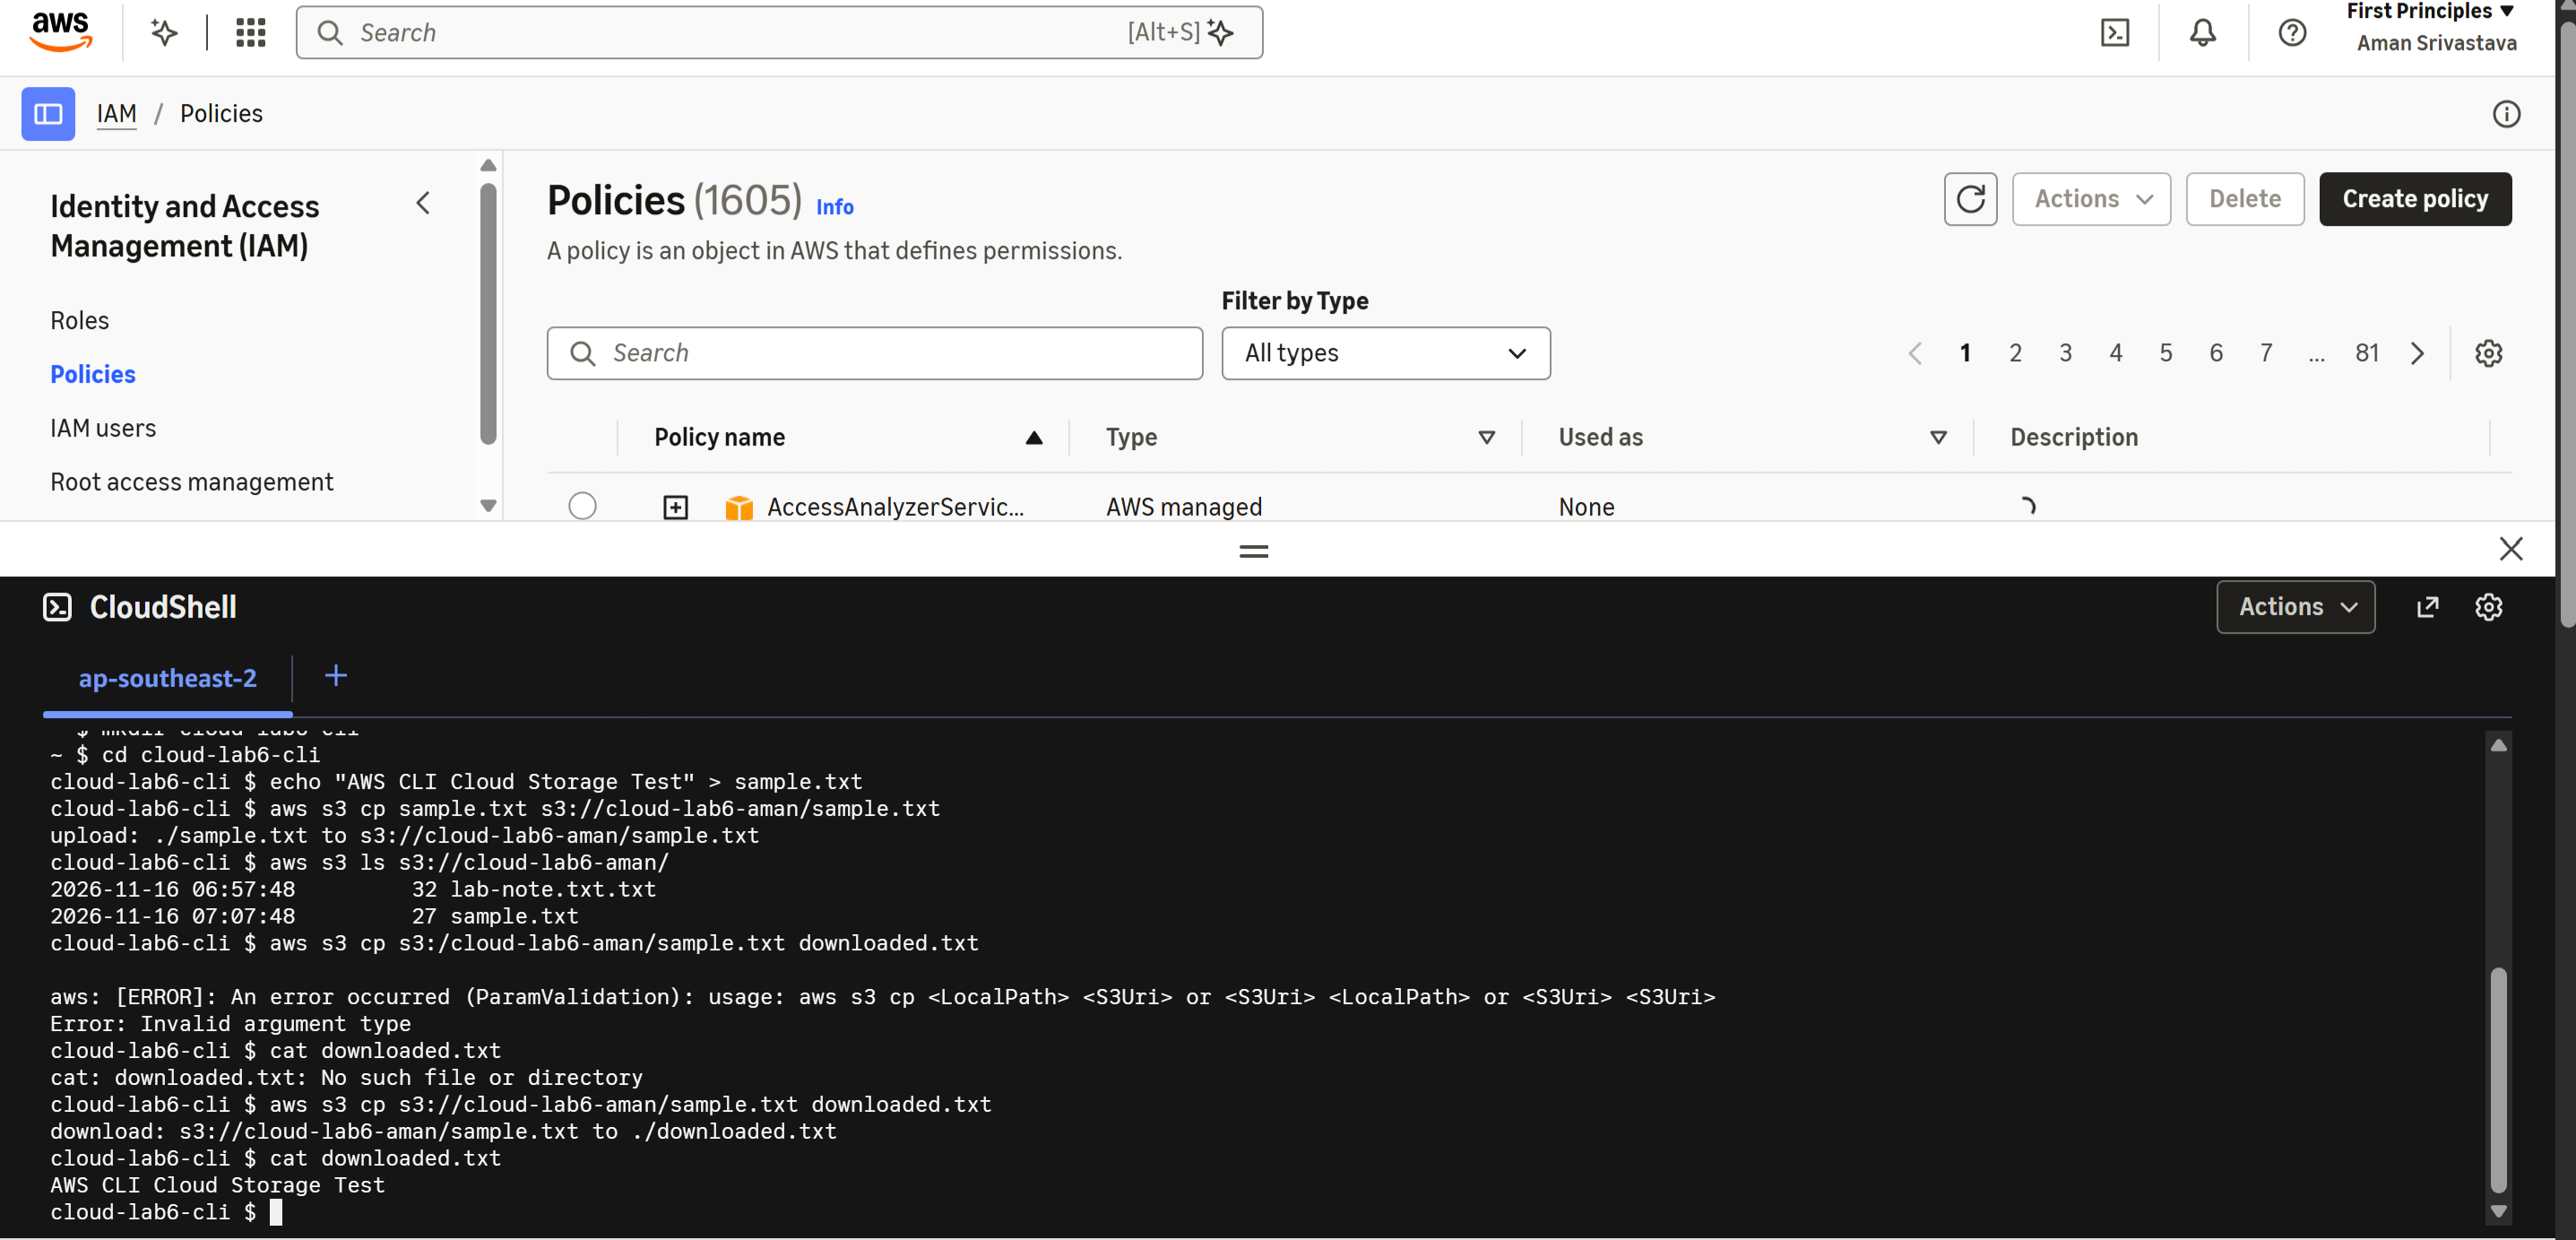 aws
Search [Alt+S]
First Principles
Aman Srivastava
IAM / Policies
Identity and Access
Management (IAM)
Roles
Policies
IAM users
Root access management
Policies (1605) Info
A policy is an object in AWS that defines permissions.
Actions
Delete
Create policy
Filter by Type
Search
All types
1 2 3 4 5 6 7 ... 81
Policy name Type Used as Description
AccessAnalyzerServic... AWS managed None
CloudShell
Actions
ap-southeast-2
$ mkdir cloud-lab6-cli
~ $ cd cloud-lab6-cli
cloud-lab6-cli $ echo "AWS CLI Cloud Storage Test" > sample.txt
cloud-lab6-cli $ aws s3 cp sample.txt s3://cloud-lab6-aman/sample.txt
upload: ./sample.txt to s3://cloud-lab6-aman/sample.txt
cloud-lab6-cli $ aws s3 ls s3://cloud-lab6-aman/
2026-11-16 06:57:48         32 lab-note.txt.txt
2026-11-16 07:07:48         27 sample.txt
cloud-lab6-cli $ aws s3 cp s3:/cloud-lab6-aman/sample.txt downloaded.txt
aws: [ERROR]: An error occurred (ParamValidation): usage: aws s3 cp <LocalPath> <S3Uri> or <S3Uri> <LocalPath> or <S3Uri> <S3Uri>
Error: Invalid argument type
cloud-lab6-cli $ cat downloaded.txt
cat: downloaded.txt: No such file or directory
cloud-lab6-cli $ aws s3 cp s3://cloud-lab6-aman/sample.txt downloaded.txt
download: s3://cloud-lab6-aman/sample.txt to ./downloaded.txt
cloud-lab6-cli $ cat downloaded.txt
AWS CLI Cloud Storage Test
cloud-lab6-cli $